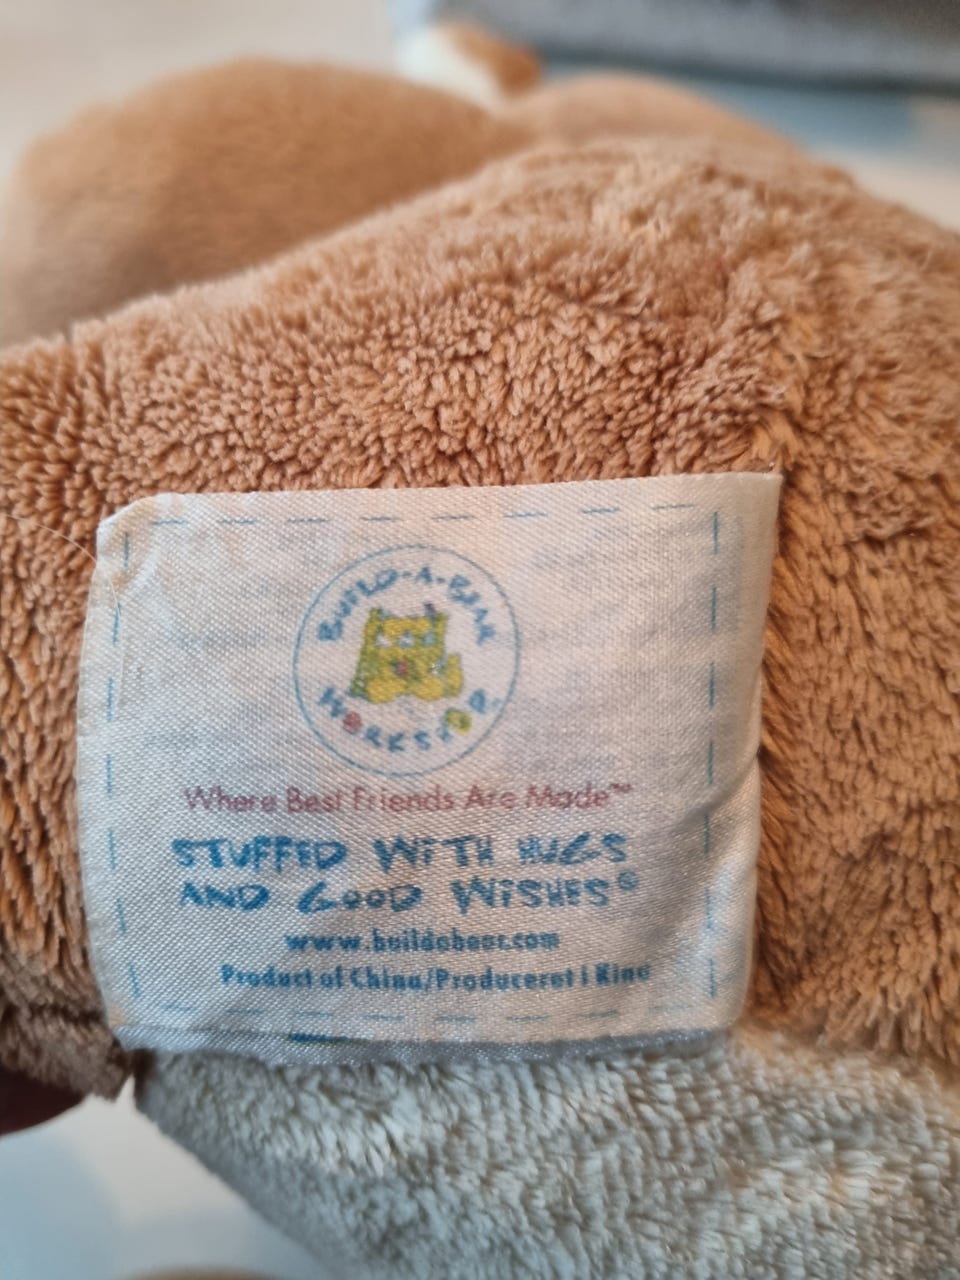 BUILD-A-BEAR
WORKSHOP®
Where Best Friends Are Made™
STUFFED WITH HUGS
AND GOOD WISHES®
www.buildabear.com
Product of China/Produceret i Kina